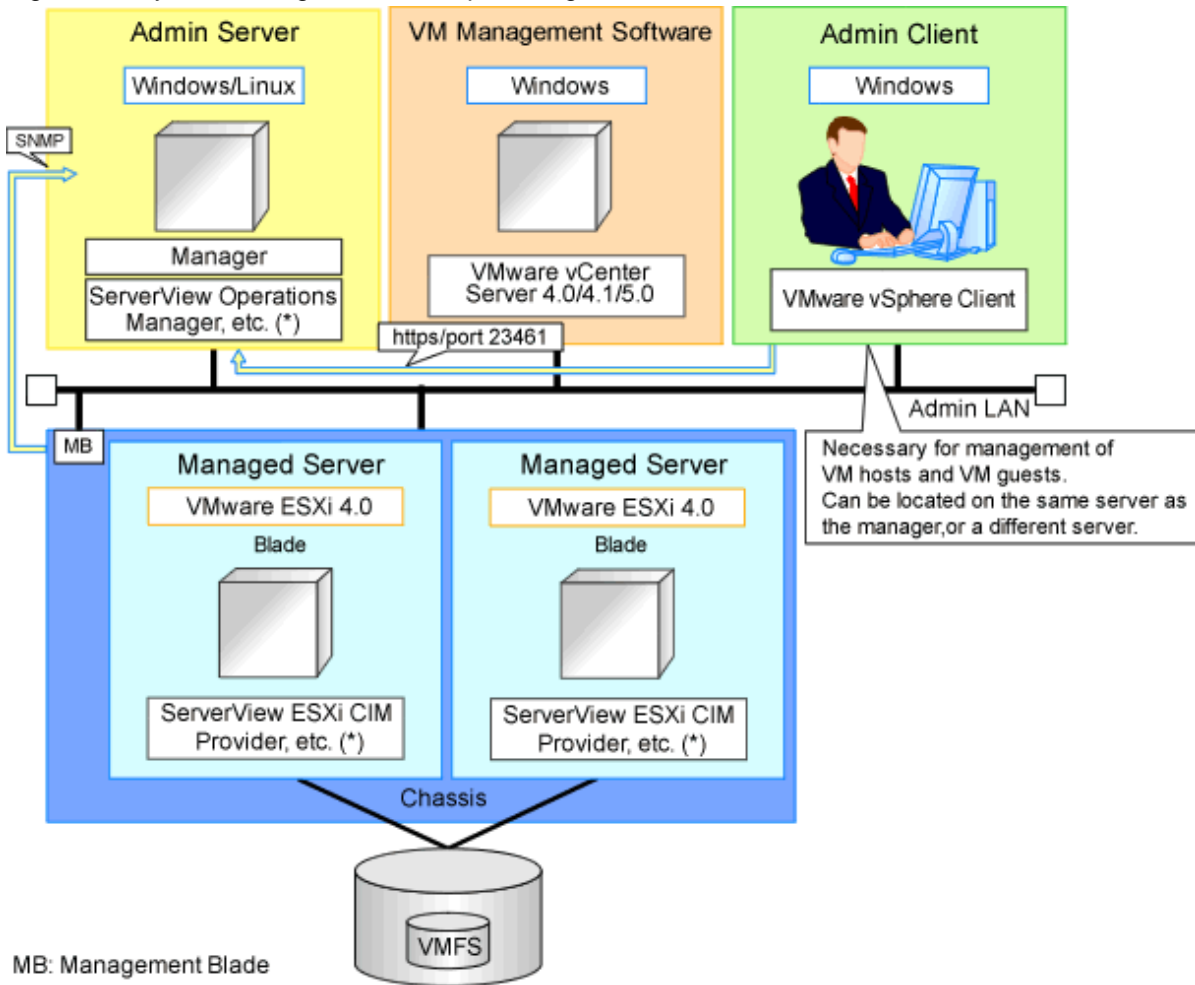 Admin Server
Windows/Linux
SNMP
Manager
ServerView Operations
Manager, etc. (*)
VM Management Software
Windows
VMware vCenter
Server 4.0/4.1/5.0
https/port 23461
Admin Client
Windows
VMware vSphere Client
Admin LAN
Necessary for management of
VM hosts and VM guests.
Can be located on the same server as
the manager,or a different server.
MB
Managed Server
VMware ESXi 4.0
Blade
ServerView ESXi CIM
Provider, etc. (*)
Managed Server
VMware ESXi 4.0
Blade
ServerView ESXi CIM
Provider, etc. (*)
Chassis
VMFS
MB: Management Blade